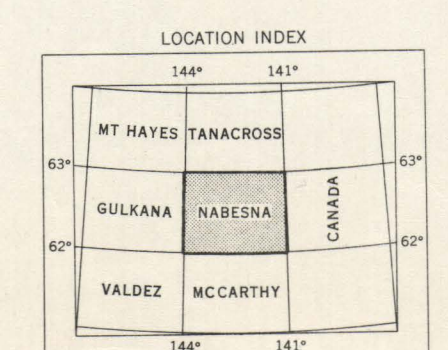 LOCATION INDEX
144° 141°
MT HAYES TANACROSS
63° 63°
GULKANA NABESNA CANADA
62° 62°
VALDEZ MCCARTHY
144° 141°